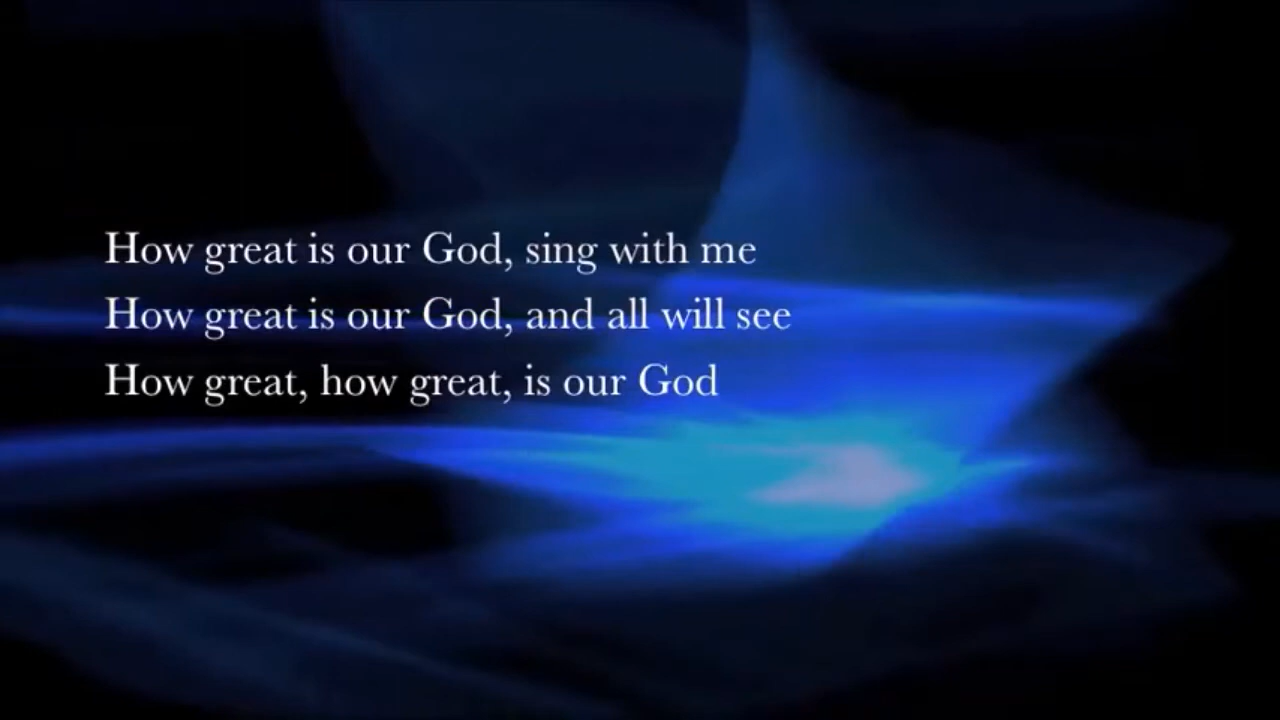 How great is our God, sing with me
How great is our God, and all will see
How great, how great, is our God